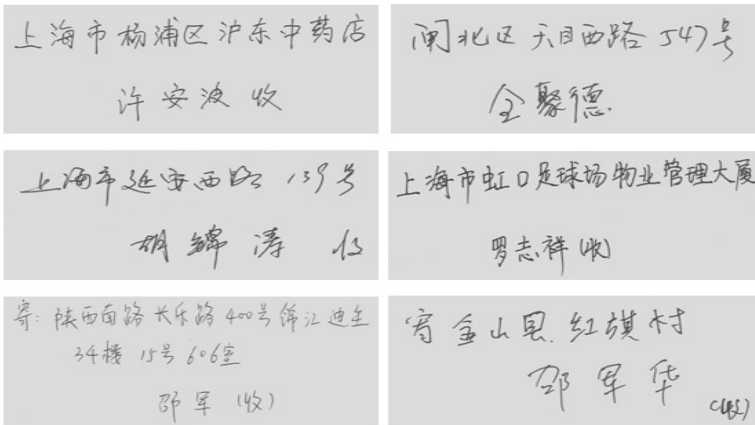 上海市杨浦区沪东中药店
许安波 收
闸北区天目西路547号
全聚德.
上海市延安西路139号
胡锦涛 收
上海市虹口足球场物业管理大厦
罗志祥(收)
寄: 陕西南路长乐路400号锦江迪生
34楼 15号 606室
邵军 (收)
寄金山县.红旗村
邵军华
(收)